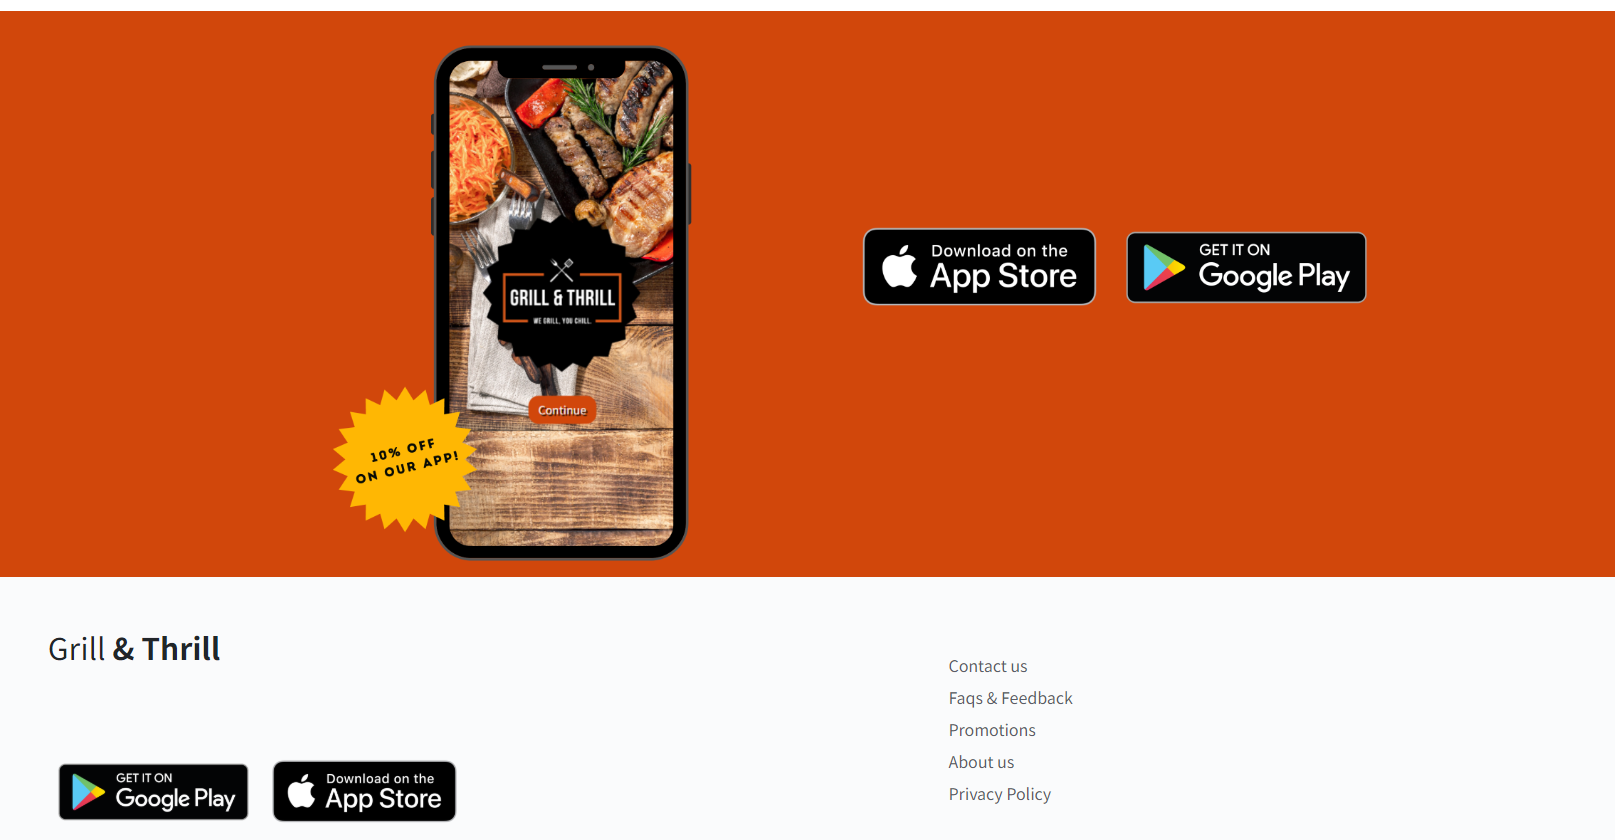 GRILL & THRILL
WE GRILL, YOU CHILL.
Continue
10% OFF
ON OUR APP!
Download on the
App Store
GET IT ON
Google Play
Grill & Thrill
GET IT ON
Google Play
Download on the
App Store
Contact us
Faqs & Feedback
Promotions
About us
Privacy Policy